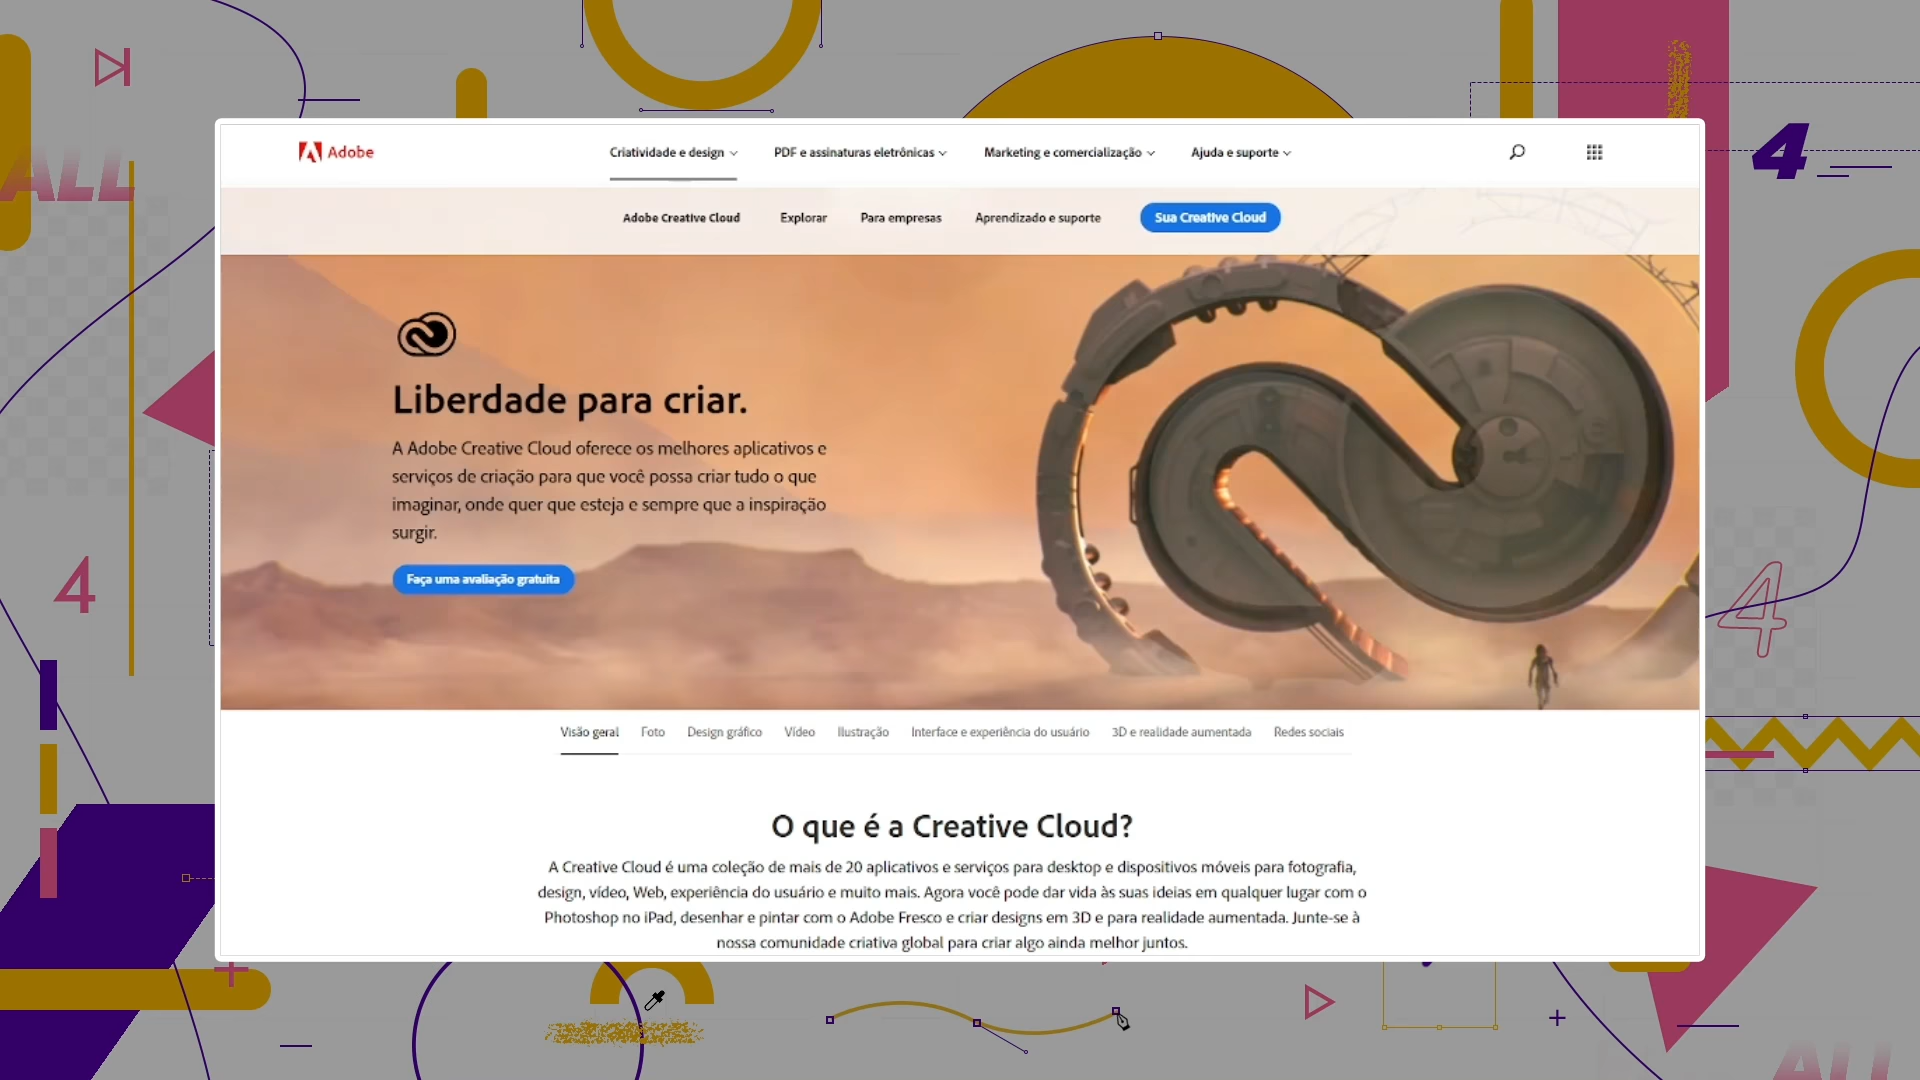 Adobe
Criatividade e design
PDF e assinaturas eletrônicas
Marketing e comercialização
Ajuda e suporte
Adobe Creative Cloud
Explorar
Para empresas
Aprendizado e suporte
Sua Creative Cloud
ALL
4
Liberdade para criar.
A Adobe Creative Cloud oferece os melhores aplicativos e
serviços de criação para que você possa criar tudo o que
imaginar, onde quer que esteja e sempre que a inspiração
surgir.
Faça uma avaliação gratuita
4
4
Visão geral
Foto
Design gráfico
Vídeo
Ilustração
Interface e experiência do usuário
3D e realidade aumentada
Redes sociais
O que é a Creative Cloud?
A Creative Cloud é uma coleção de mais de 20 aplicativos e serviços para desktop e dispositivos móveis para fotografia,
design, vídeo, Web, experiência do usuário e muito mais. Agora você pode dar vida às suas ideias em qualquer lugar com o
Photoshop no iPad, desenhar e pintar com o Adobe Fresco e criar designs em 3D e para realidade aumentada. Junte-se à
nossa comunidade criativa global para criar algo ainda melhor juntos.
ALL